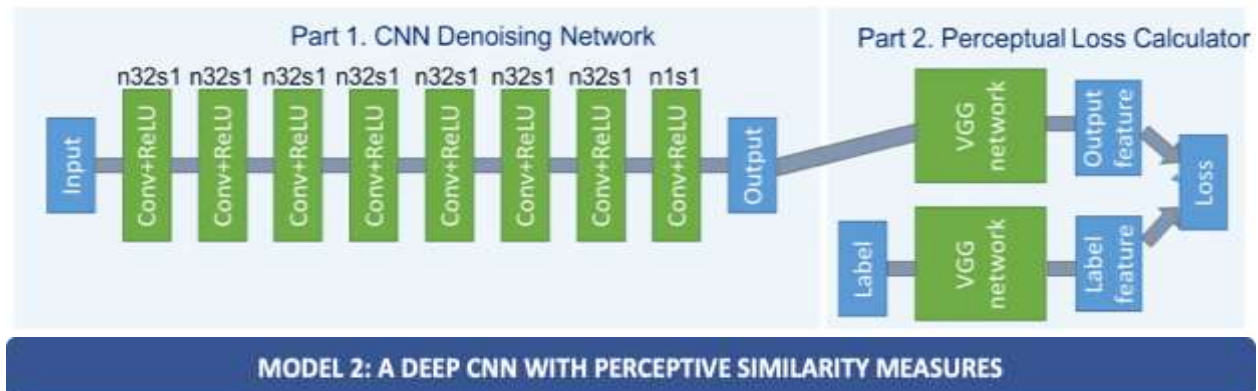 Part 1. CNN Denoising Network
n32s1 n32s1 n32s1 n32s1 n32s1 n32s1 n32s1 n1s1
Input
Conv+ReLU
Conv+ReLU
Conv+ReLU
Conv+ReLU
Conv+ReLU
Conv+ReLU
Conv+ReLU
Conv+ReLU
Output
Part 2. Perceptual Loss Calculator
VGG
network
Output
feature
Label
VGG
network
Label
feature
Loss
MODEL 2: A DEEP CNN WITH PERCEPTIVE SIMILARITY MEASURES